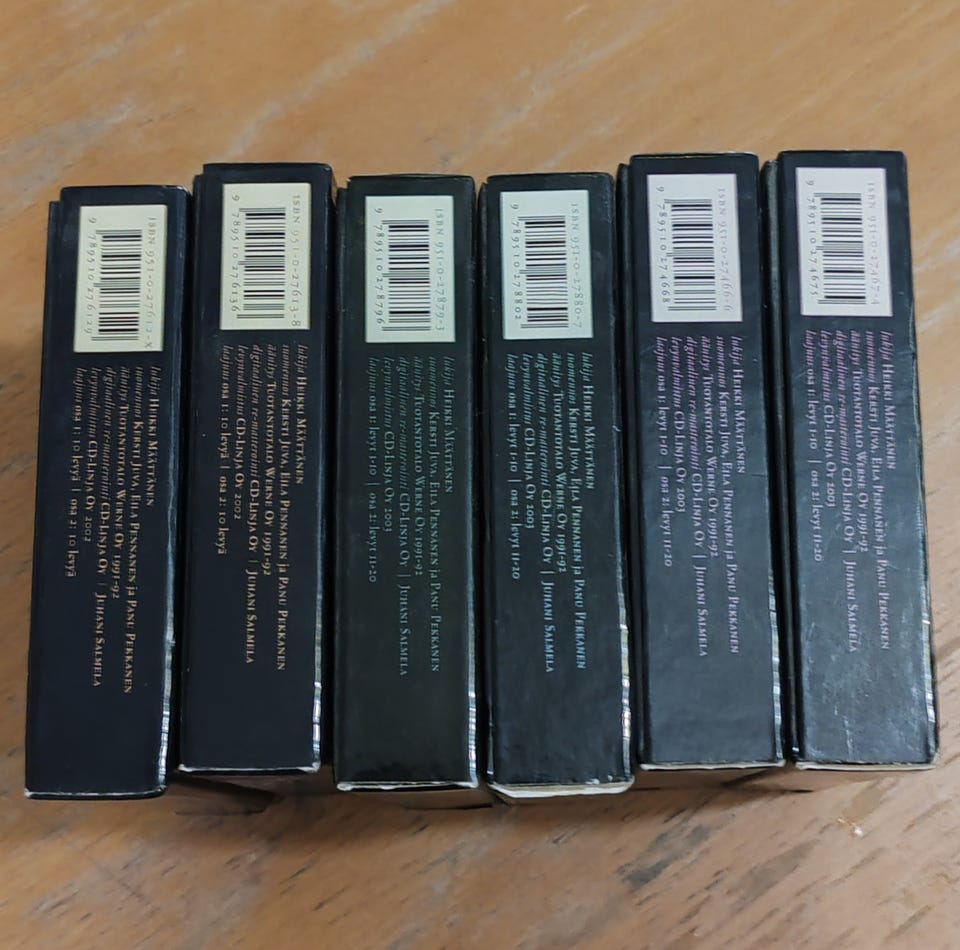 ISBN 951-0-27612-X
9 789510 276129
lukija Heikki Määttänen
suomennos Kersti Juva, Eila Pennanen ja Panu Pekkanen
äänitys Tuotantotalo Werne Oy 1991-92
digitaalinen re-masterointi CD-Linja Oy | Juhani Salmela
levynvalmistus CD-Linja Oy 2002
laajuus osa 1: 10 levyä | osa 2: 10 levyä
ISBN 951-0-27613-8
9 789510 276136
lukija Heikki Määttänen
suomennos Kersti Juva, Eila Pennanen ja Panu Pekkanen
äänitys Tuotantotalo Werne Oy 1991-92
digitaalinen re-masterointi CD-Linja Oy | Juhani Salmela
levynvalmistus CD-Linja Oy 2002
laajuus osa 1: 10 levyä | osa 2: 10 levyä
ISBN 951-0-27879-3
9 789510 278796
lukija Heikki Määttänen
suomennos Kersti Juva, Eila Pennanen ja Panu Pekkanen
äänitys Tuotantotalo Werne Oy 1991-92
digitaalinen re-masterointi CD-Linja Oy | Juhani Salmela
levynvalmistus CD-Linja Oy 2003
laajuus osa 1: levyt 1-10 | osa 2: levyt 11-20
ISBN 951-0-27880-7
9 789510 278802
lukija Heikki Määttänen
suomennos Kersti Juva, Eila Pennanen ja Panu Pekkanen
äänitys Tuotantotalo Werne Oy 1991-92
digitaalinen re-masterointi CD-Linja Oy | Juhani Salmela
levynvalmistus CD-Linja Oy 2003
laajuus osa 1: levyt 1-10 | osa 2: levyt 11-20
ISBN 951-0-27466-6
9 789510 274668
lukija Heikki Määttänen
suomennos Kersti Juva, Eila Pennanen ja Panu Pekkanen
äänitys Tuotantotalo Werne Oy 1991-92
digitaalinen re-masterointi CD-Linja Oy | Juhani Salmela
levynvalmistus CD-Linja Oy 2003
laajuus osa 1: levyt 1-10 | osa 2: levyt 11-20
ISBN 951-0-27467-4
9 789510 274675
lukija Heikki Määttänen
suomennos Kersti Juva, Eila Pennanen ja Panu Pekkanen
äänitys Tuotantotalo Werne Oy 1991-92
digitaalinen re-masterointi CD-Linja Oy | Juhani Salmela
levynvalmistus CD-Linja Oy 2003
laajuus osa 1: levyt 1-10 | osa 2: levyt 11-20